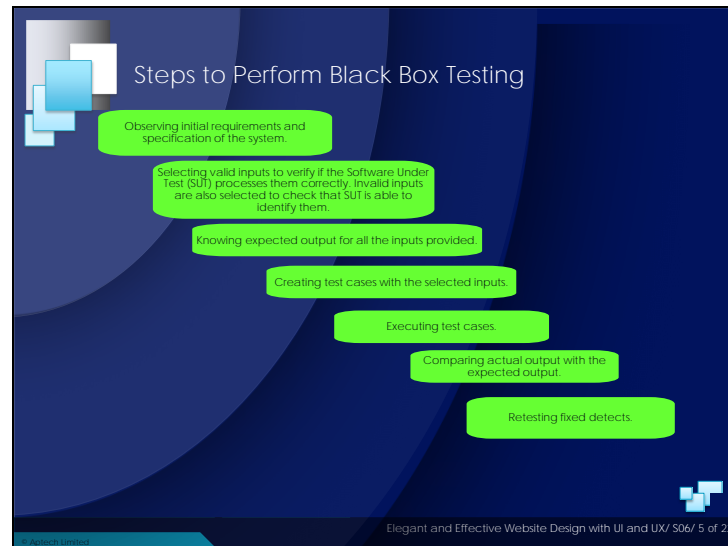 Steps to Perform Black Box Testing
Observing initial requirements and
specification of the system.
Selecting valid inputs to verify if the Software Under
Test (SUT) processes them correctly. Invalid inputs
are also selected to check that SUT is able to
identify them.
Knowing expected output for all the inputs provided.
Creating test cases with the selected inputs.
Executing test cases.
Comparing actual output with the
expected output.
Retesting fixed detects.
Elegant and Effective Website Design with UI and UX/ S06/ 5 of 2
© Aptech Limited